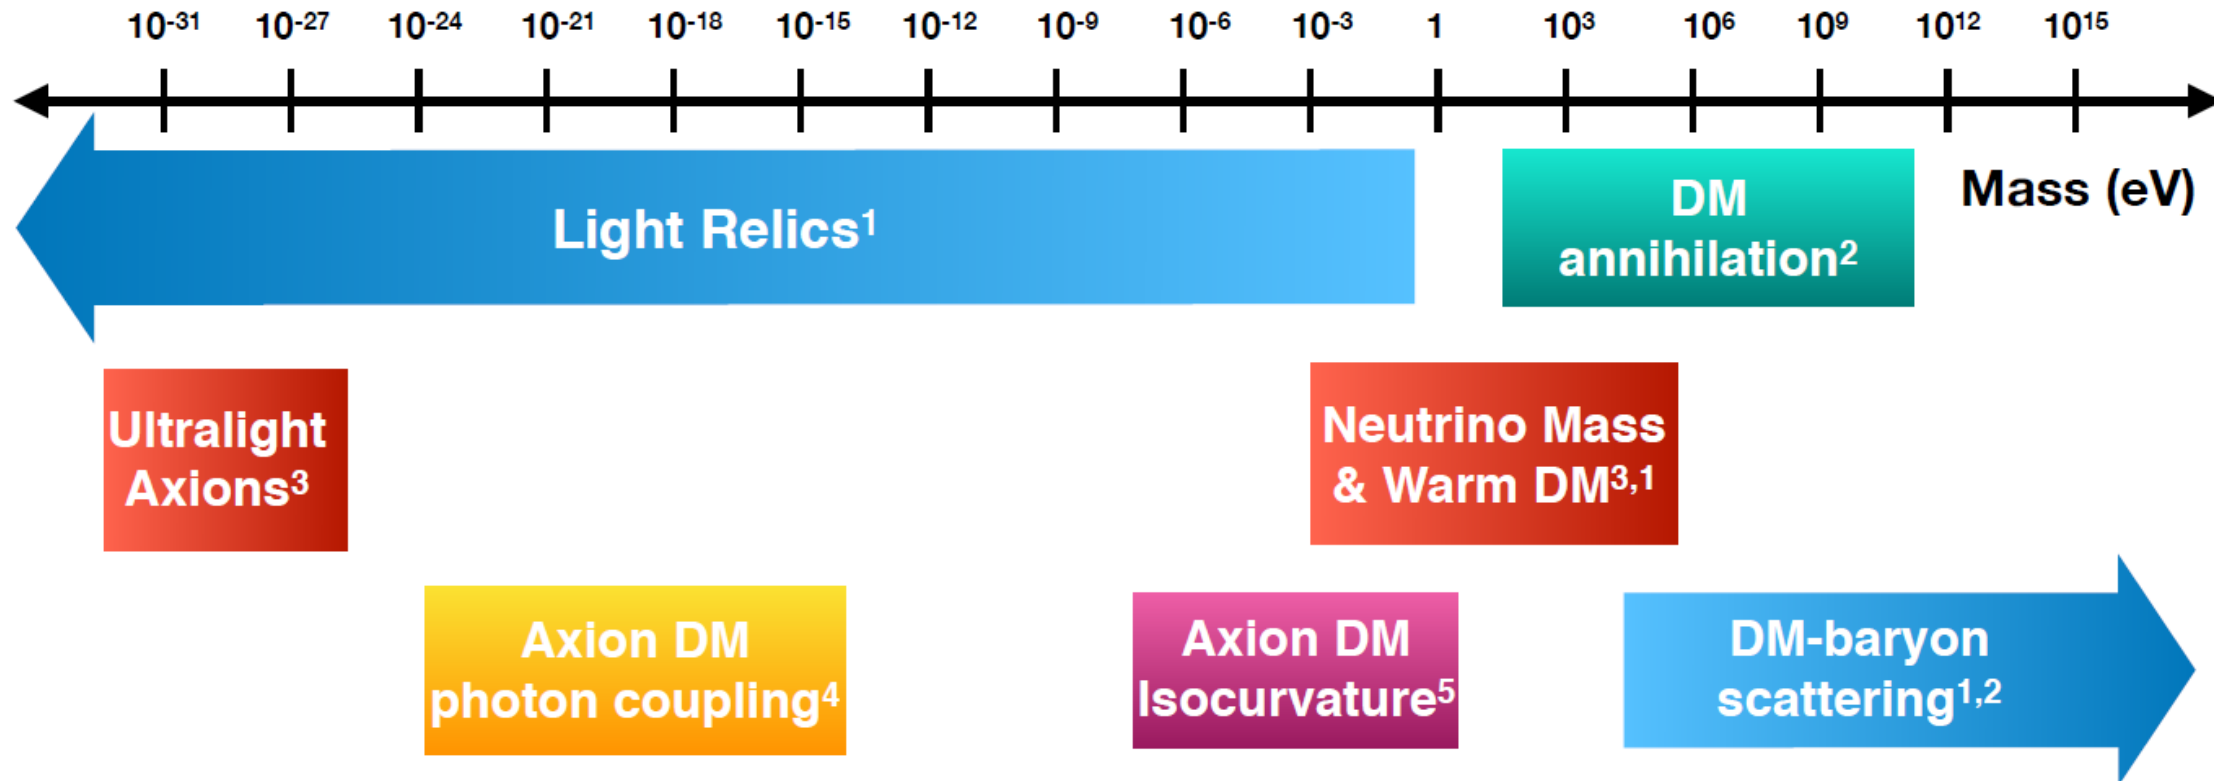 10⁻³¹ 10⁻²⁷ 10⁻²⁴ 10⁻²¹ 10⁻¹⁸ 10⁻¹⁵ 10⁻¹² 10⁻⁹ 10⁻⁶ 10⁻³ 1 10³ 10⁶ 10⁹ 10¹² 10¹⁵
Mass (eV)
Light Relics¹
DM
annihilation²
Ultralight
Axions³
Neutrino Mass
& Warm DM³,¹
Axion DM
photon coupling⁴
Axion DM
Isocurvature⁵
DM-baryon
scattering¹,²